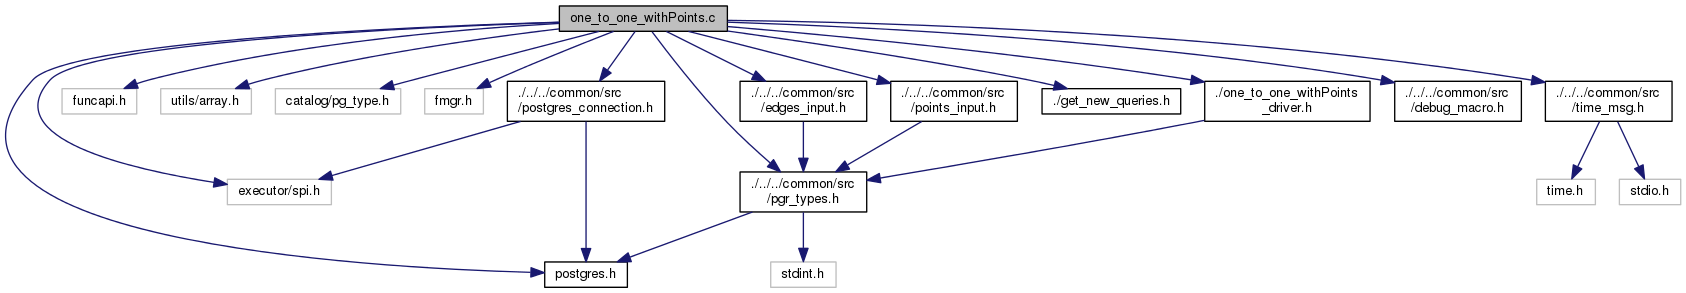 one_to_one_withPoints.c
funcapi.h
utils/array.h
catalog/pg_type.h
fmgr.h
./../../common/src
/postgres_connection.h
./../../common/src
/edges_input.h
./../../common/src
/points_input.h
./get_new_queries.h
./one_to_one_withPoints
_driver.h
./../../common/src
/debug_macro.h
./../../common/src
/time_msg.h
executor/spi.h
./../../common/src
/pgr_types.h
time.h
stdio.h
postgres.h
stdint.h